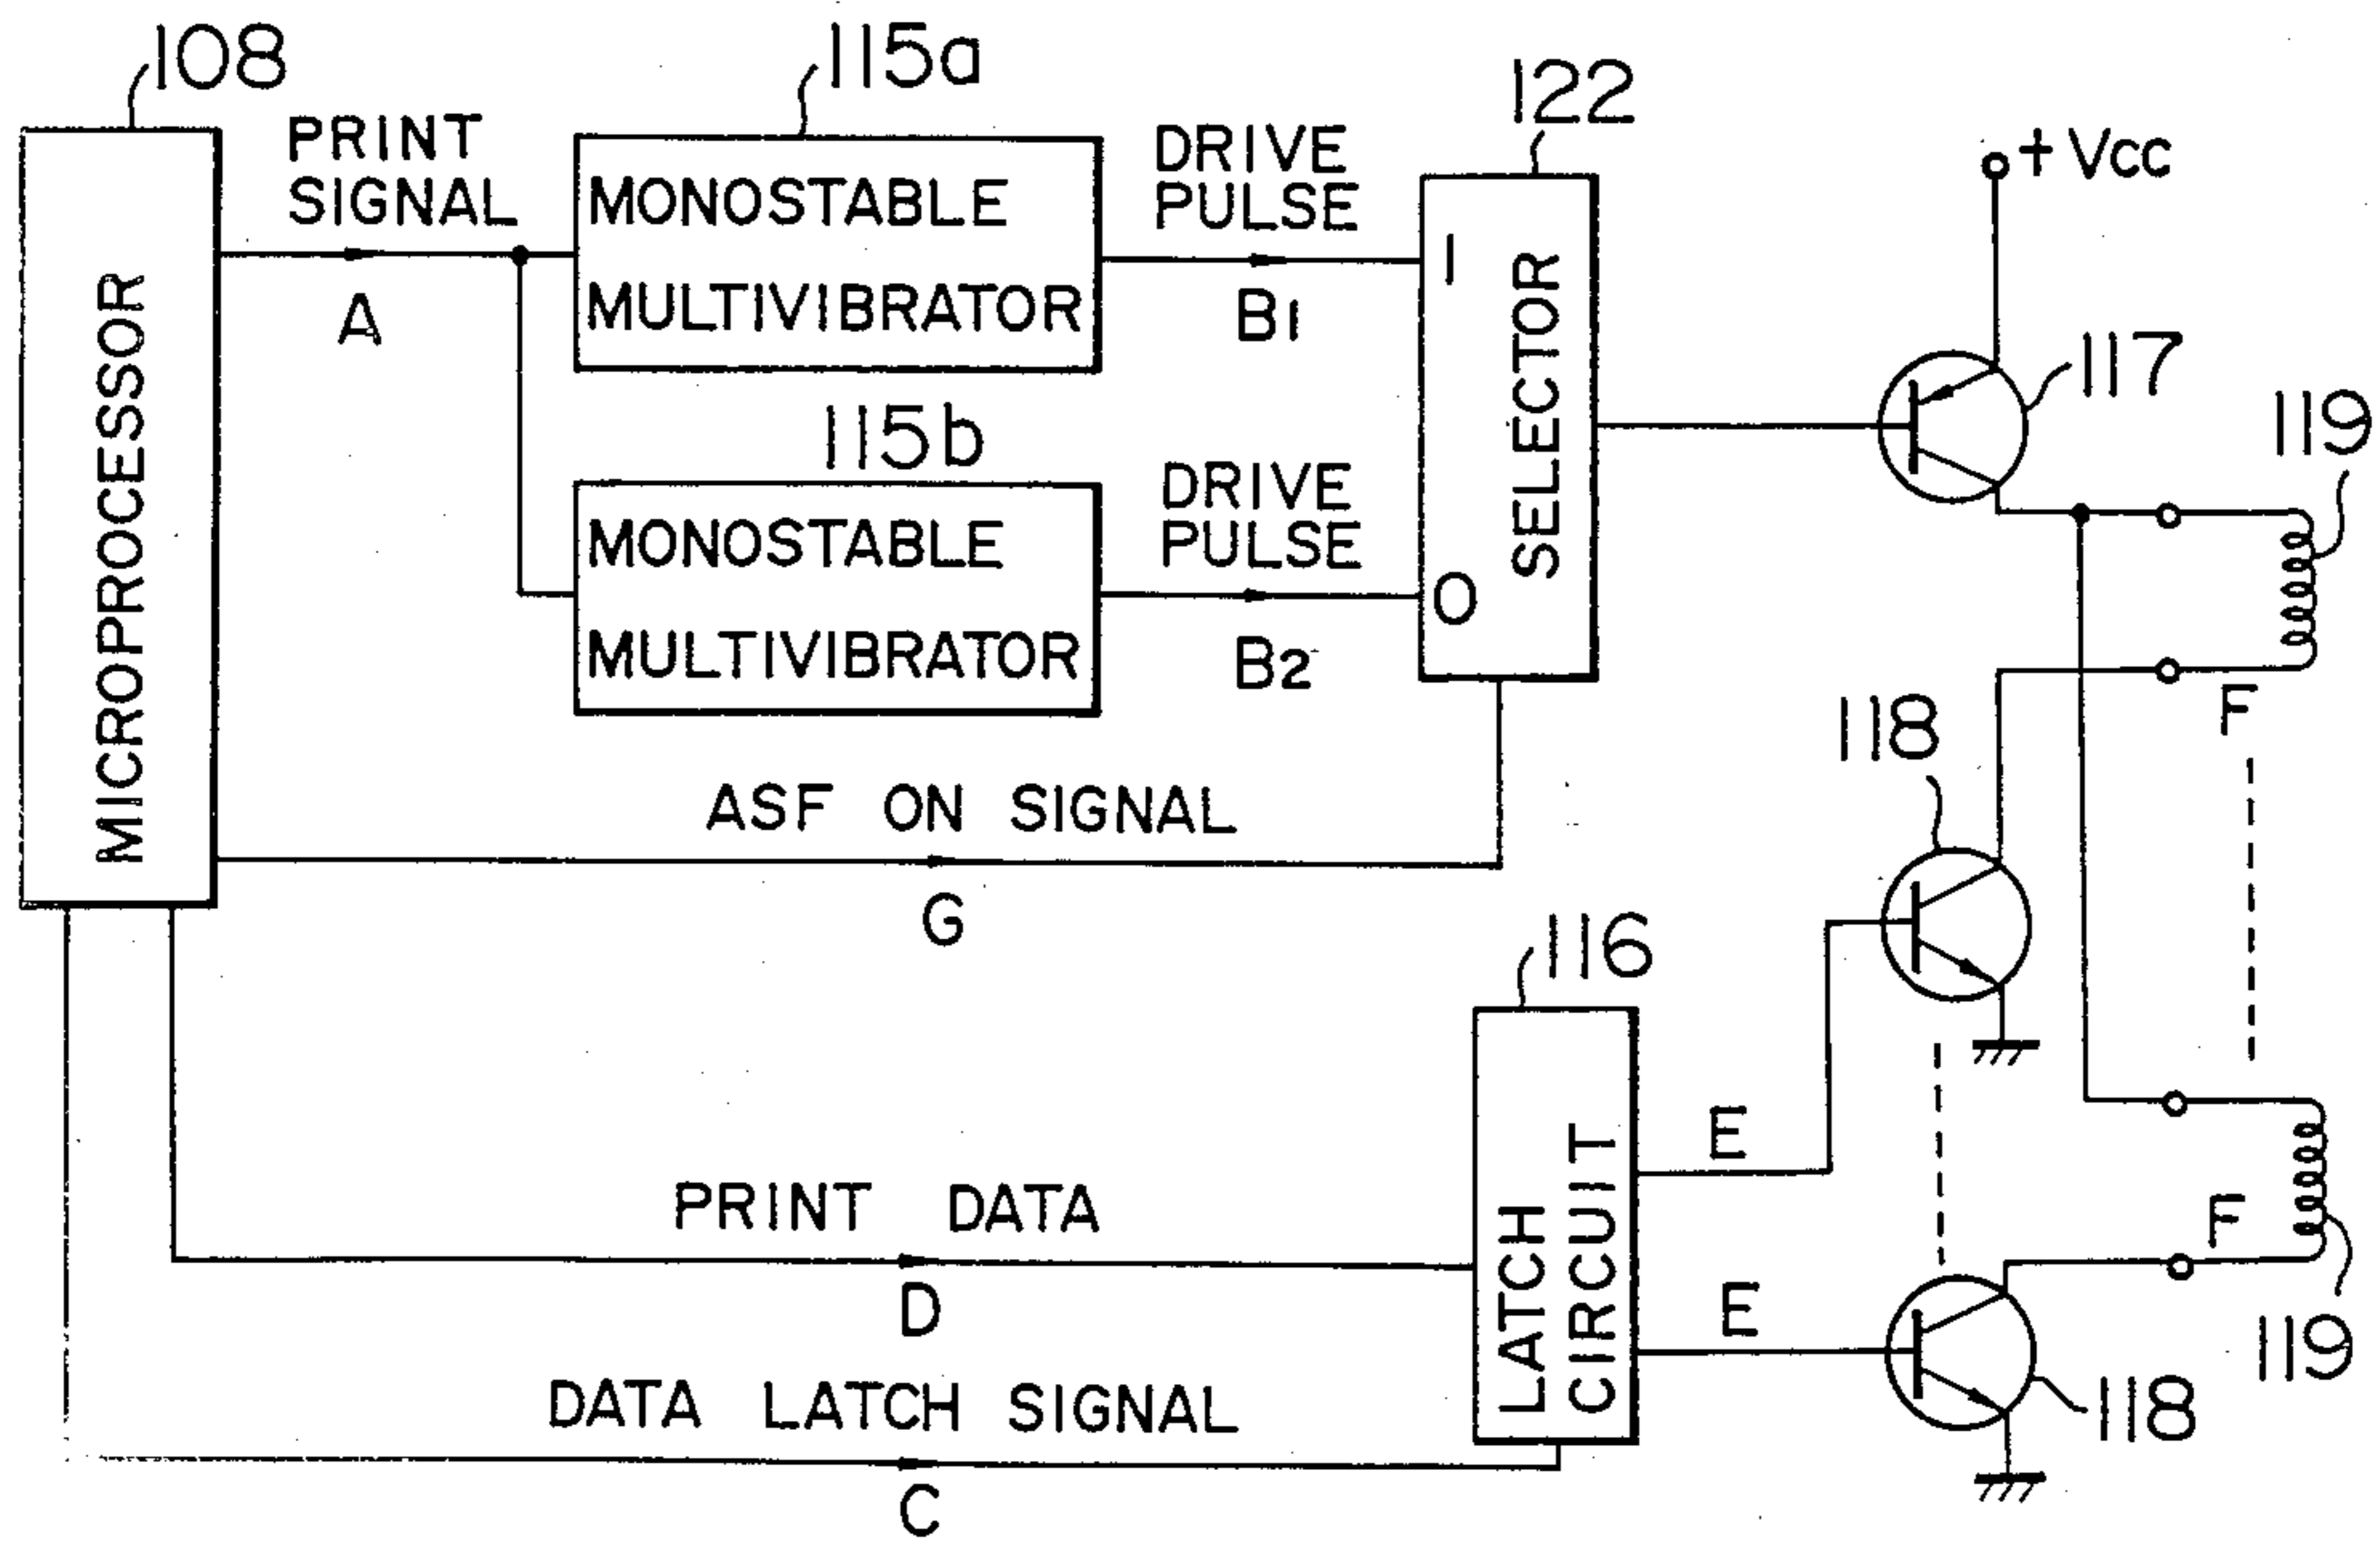 108
115a
122
PRINT
SIGNAL
DRIVE
PULSE
+ Vcc
MONOSTABLE
MULTIVIBRATOR
1
A
B1
117
119
MICROPROCESSOR
SELECTOR
115b
DRIVE
PULSE
MONOSTABLE
MULTIVIBRATOR
0
B2
F
118
ASF ON SIGNAL
G
116
E
LATCH
CIRCUIT
PRINT DATA
D
F
E
119
DATA LATCH SIGNAL
118
C